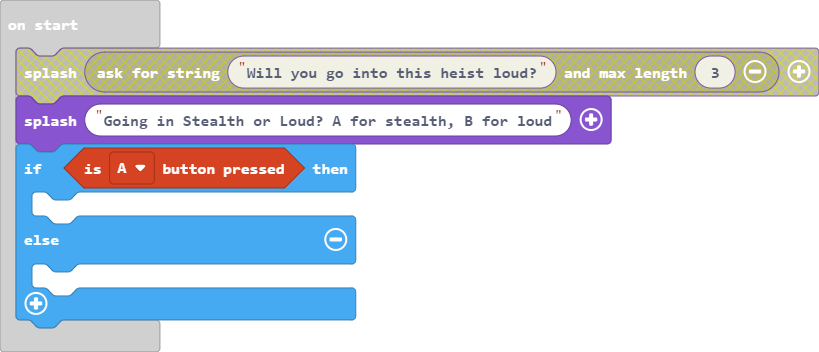 on start
splash ask for string "Will you go into this heist loud?" and max length 3
splash "Going in Stealth or Loud? A for stealth, B for loud"
if is A button pressed then
else